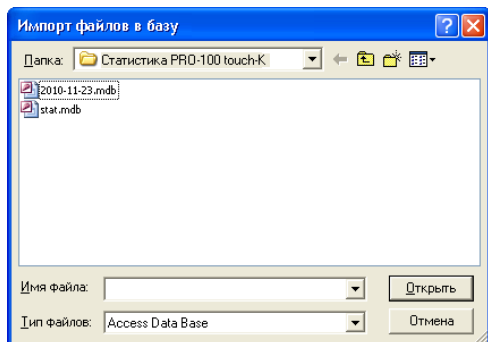 Импорт файлов в базу
Папка: Статистика PRO-100 touch-K
2010-11-23.mdb
stat.mdb
Имя файла: Открыть
Тип файлов: Access Data Base Отмена